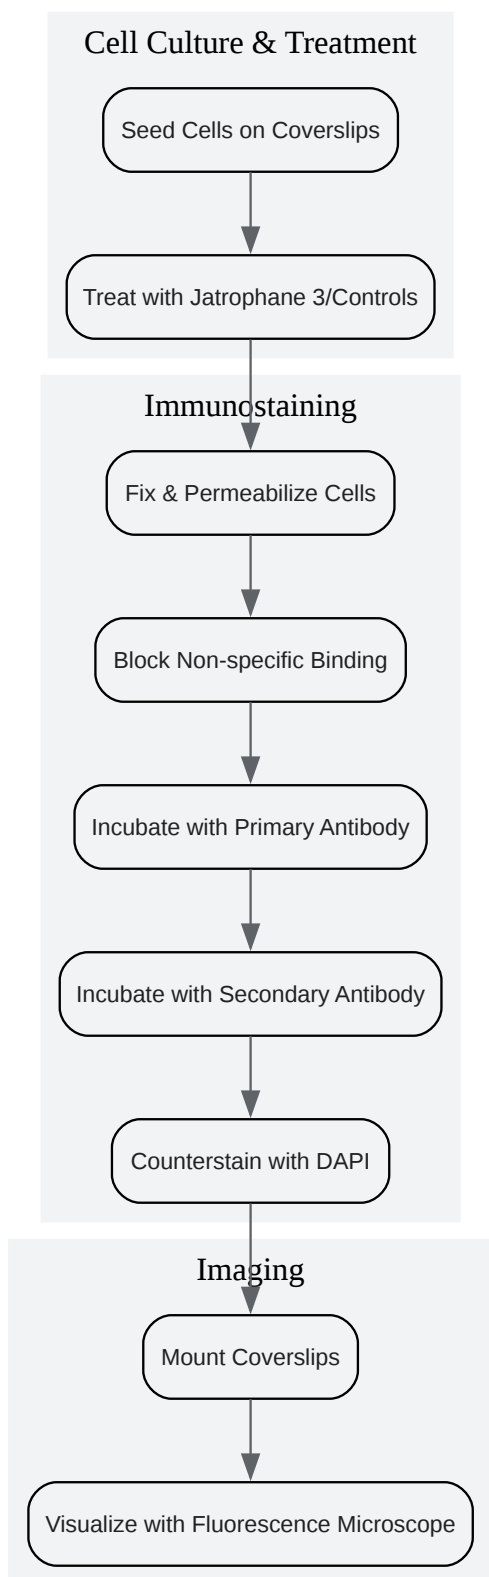 Cell Culture & Treatment
Seed Cells on Coverslips
Treat with Jatrophane 3/Controls
Immunostaining
Fix & Permeabilize Cells
Block Non-specific Binding
Incubate with Primary Antibody
Incubate with Secondary Antibody
Counterstain with DAPI
Imaging
Mount Coverslips
Visualize with Fluorescence Microscope